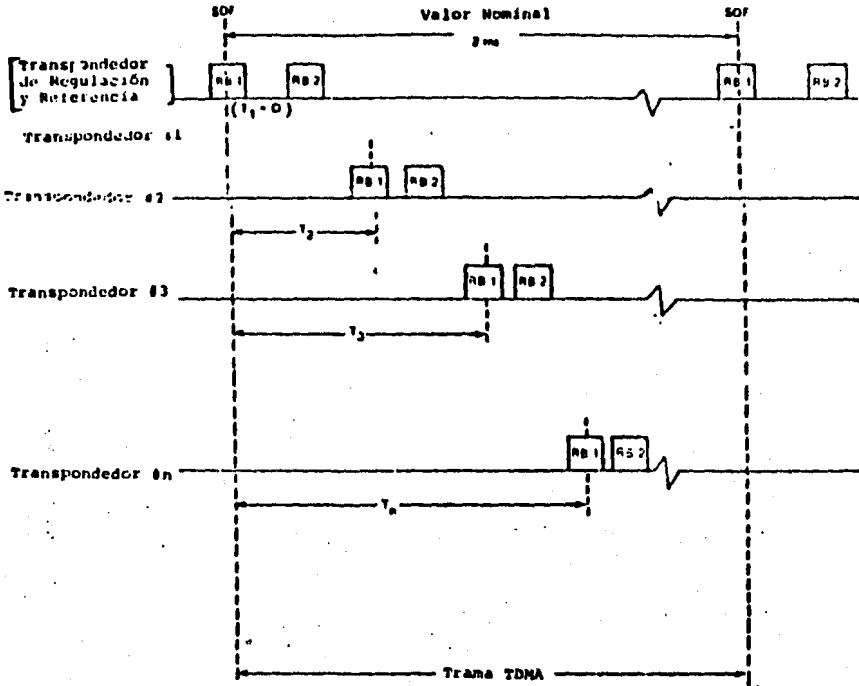 SOF
Valor Nominal
SOF
2 ms
Transpondedor
de Regulación
y Referencia
RB 1
RB 2
RB 1
RB 2
(T1 - 0)
Transpondedor #1
RB 1
RB 2
Transpondedor #2
T2
RB 1
RB 2
Transpondedor #3
T3
RB 1
RB 2
Transpondedor #n
Tn
Trama TDMA